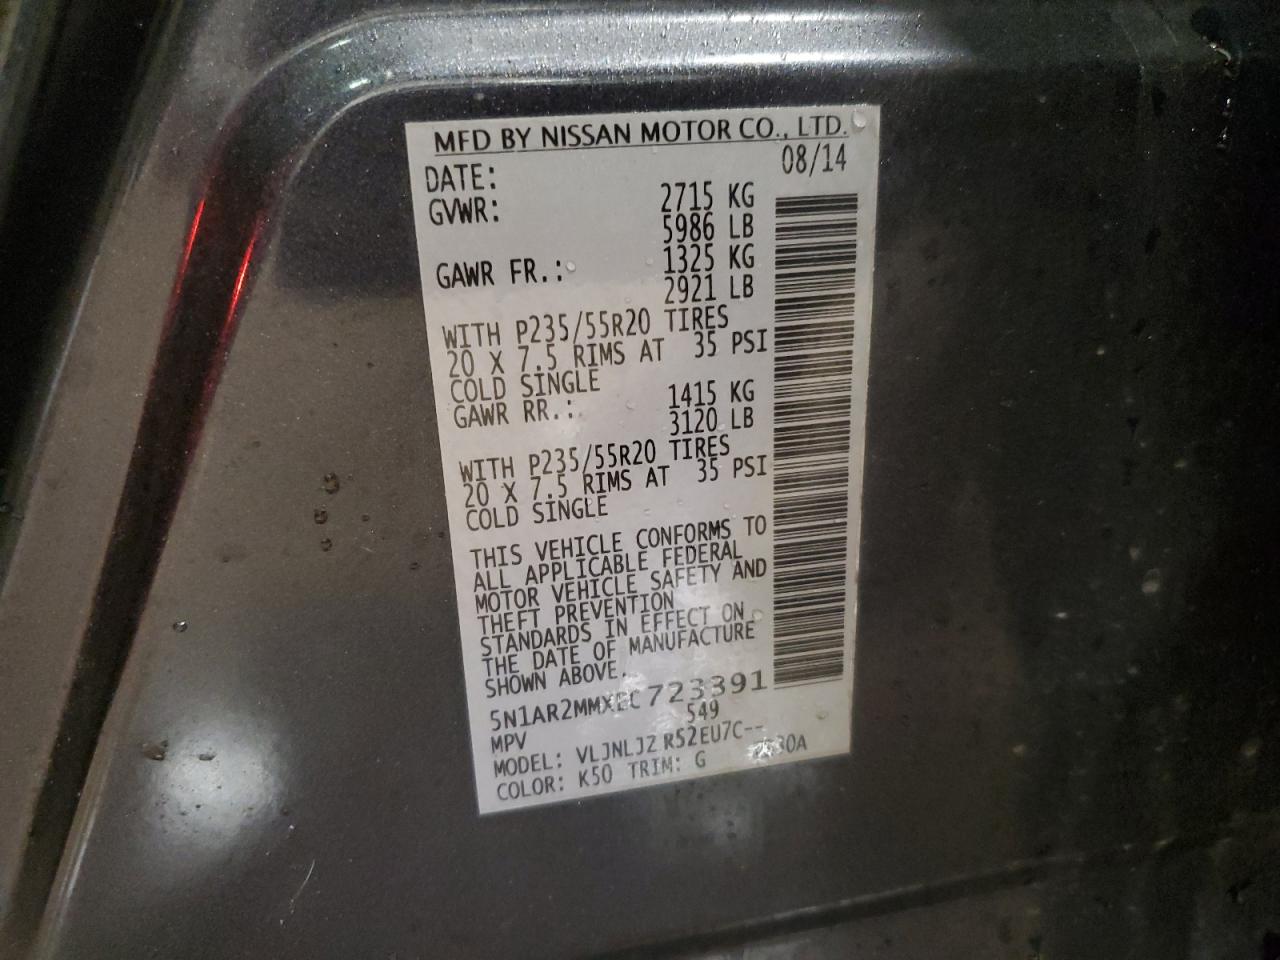 MFD BY NISSAN MOTOR CO., LTD.
DATE: 08/14
GVWR: 2715 KG
5986 LB
GAWR FR.: 1325 KG
2921 LB
WITH P235/55R20 TIRES
20 X 7.5 RIMS AT 35 PSI
COLD SINGLE
GAWR RR.: 1415 KG
3120 LB
WITH P235/55R20 TIRES
20 X 7.5 RIMS AT 35 PSI
COLD SINGLE
THIS VEHICLE CONFORMS TO
ALL APPLICABLE FEDERAL
MOTOR VEHICLE SAFETY AND
THEFT PREVENTION
STANDARDS IN EFFECT ON
THE DATE OF MANUFACTURE
SHOWN ABOVE.
5N1AR2MMXEC723391
MPV 549
MODEL: VLJNLJZ R52EU7C--
COLOR: K50 TRIM: G